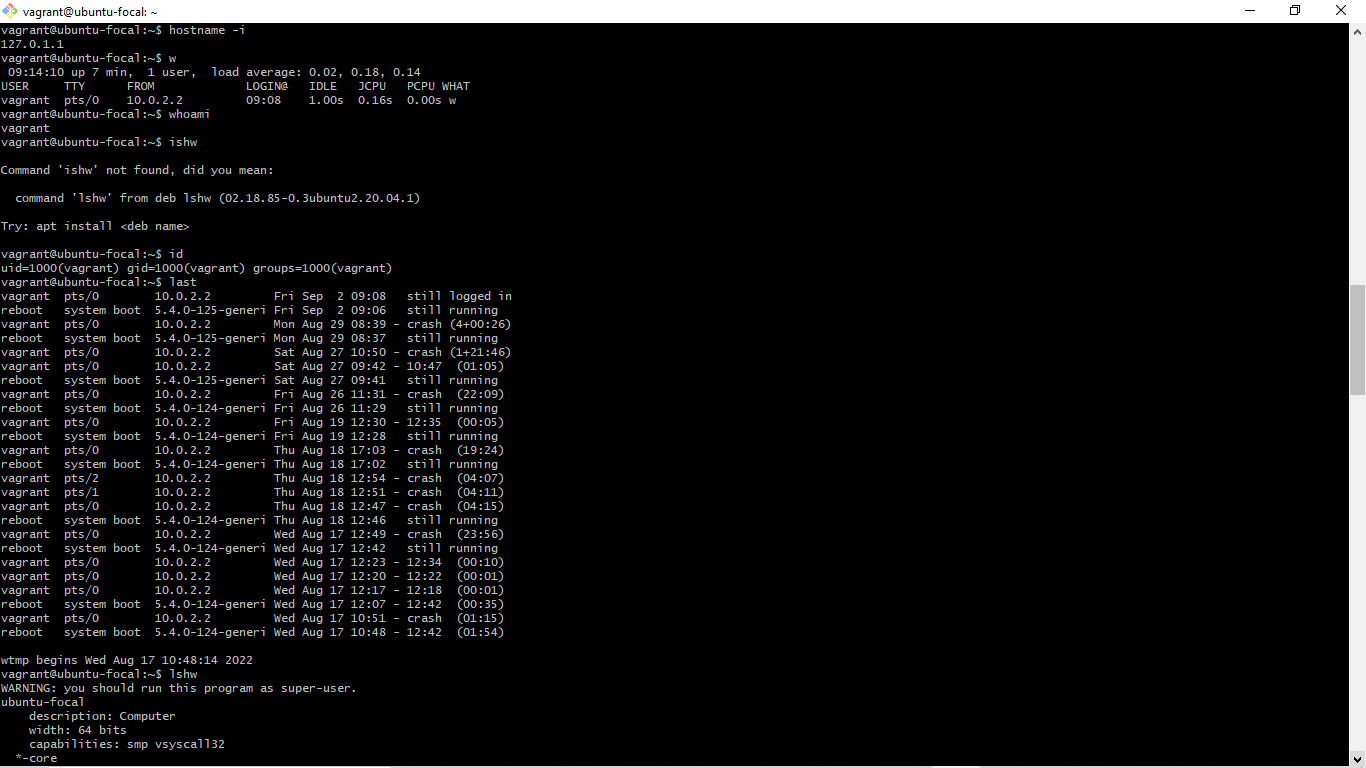 vagrant@ubuntu-focal: ~
vagrant@ubuntu-focal:~$ hostname -i
127.0.1.1
vagrant@ubuntu-focal:~$ w
 09:14:10 up 7 min,  1 user,  load average: 0.02, 0.18, 0.14
USER     TTY      FROM             LOGIN@   IDLE   JCPU   PCPU WHAT
vagrant  pts/0    10.0.2.2         09:08    1.00s  0.16s  0.00s w
vagrant@ubuntu-focal:~$ whoami
vagrant
vagrant@ubuntu-focal:~$ ishw

Command 'ishw' not found, did you mean:

  command 'lshw' from deb lshw (02.18.85-0.3ubuntu2.20.04.1)

Try: apt install <deb name>

vagrant@ubuntu-focal:~$ id
uid=1000(vagrant) gid=1000(vagrant) groups=1000(vagrant)
vagrant@ubuntu-focal:~$ last
vagrant  pts/0        10.0.2.2         Fri Sep  2 09:08   still logged in
reboot   system boot  5.4.0-125-generi Fri Sep  2 09:06   still running
vagrant  pts/0        10.0.2.2         Mon Aug 29 08:39 - crash (4+00:26)
reboot   system boot  5.4.0-125-generi Mon Aug 29 08:37   still running
vagrant  pts/0        10.0.2.2         Sat Aug 27 10:50 - crash (1+21:46)
vagrant  pts/0        10.0.2.2         Sat Aug 27 09:42 - 10:47  (01:05)
reboot   system boot  5.4.0-125-generi Sat Aug 27 09:41   still running
vagrant  pts/0        10.0.2.2         Fri Aug 26 11:31 - crash  (22:09)
reboot   system boot  5.4.0-124-generi Fri Aug 26 11:29   still running
vagrant  pts/0        10.0.2.2         Fri Aug 19 12:30 - 12:35  (00:05)
reboot   system boot  5.4.0-124-generi Fri Aug 19 12:28   still running
vagrant  pts/0        10.0.2.2         Thu Aug 18 17:03 - crash  (19:24)
reboot   system boot  5.4.0-124-generi Thu Aug 18 17:02   still running
vagrant  pts/2        10.0.2.2         Thu Aug 18 12:54 - crash  (04:07)
vagrant  pts/1        10.0.2.2         Thu Aug 18 12:51 - crash  (04:11)
vagrant  pts/0        10.0.2.2         Thu Aug 18 12:47 - crash  (04:15)
reboot   system boot  5.4.0-124-generi Thu Aug 18 12:46   still running
vagrant  pts/0        10.0.2.2         Wed Aug 17 12:49 - crash  (23:56)
reboot   system boot  5.4.0-124-generi Wed Aug 17 12:42   still running
vagrant  pts/0        10.0.2.2         Wed Aug 17 12:23 - 12:34  (00:10)
vagrant  pts/0        10.0.2.2         Wed Aug 17 12:20 - 12:22  (00:01)
vagrant  pts/0        10.0.2.2         Wed Aug 17 12:17 - 12:18  (00:01)
reboot   system boot  5.4.0-124-generi Wed Aug 17 12:07 - 12:42  (00:35)
vagrant  pts/0        10.0.2.2         Wed Aug 17 10:51 - crash  (01:15)
reboot   system boot  5.4.0-124-generi Wed Aug 17 10:48 - 12:42  (01:54)

wtmp begins Wed Aug 17 10:48:14 2022
vagrant@ubuntu-focal:~$ lshw
WARNING: you should run this program as super-user.
ubuntu-focal
    description: Computer
    width: 64 bits
    capabilities: smp vsyscall32
  *-core